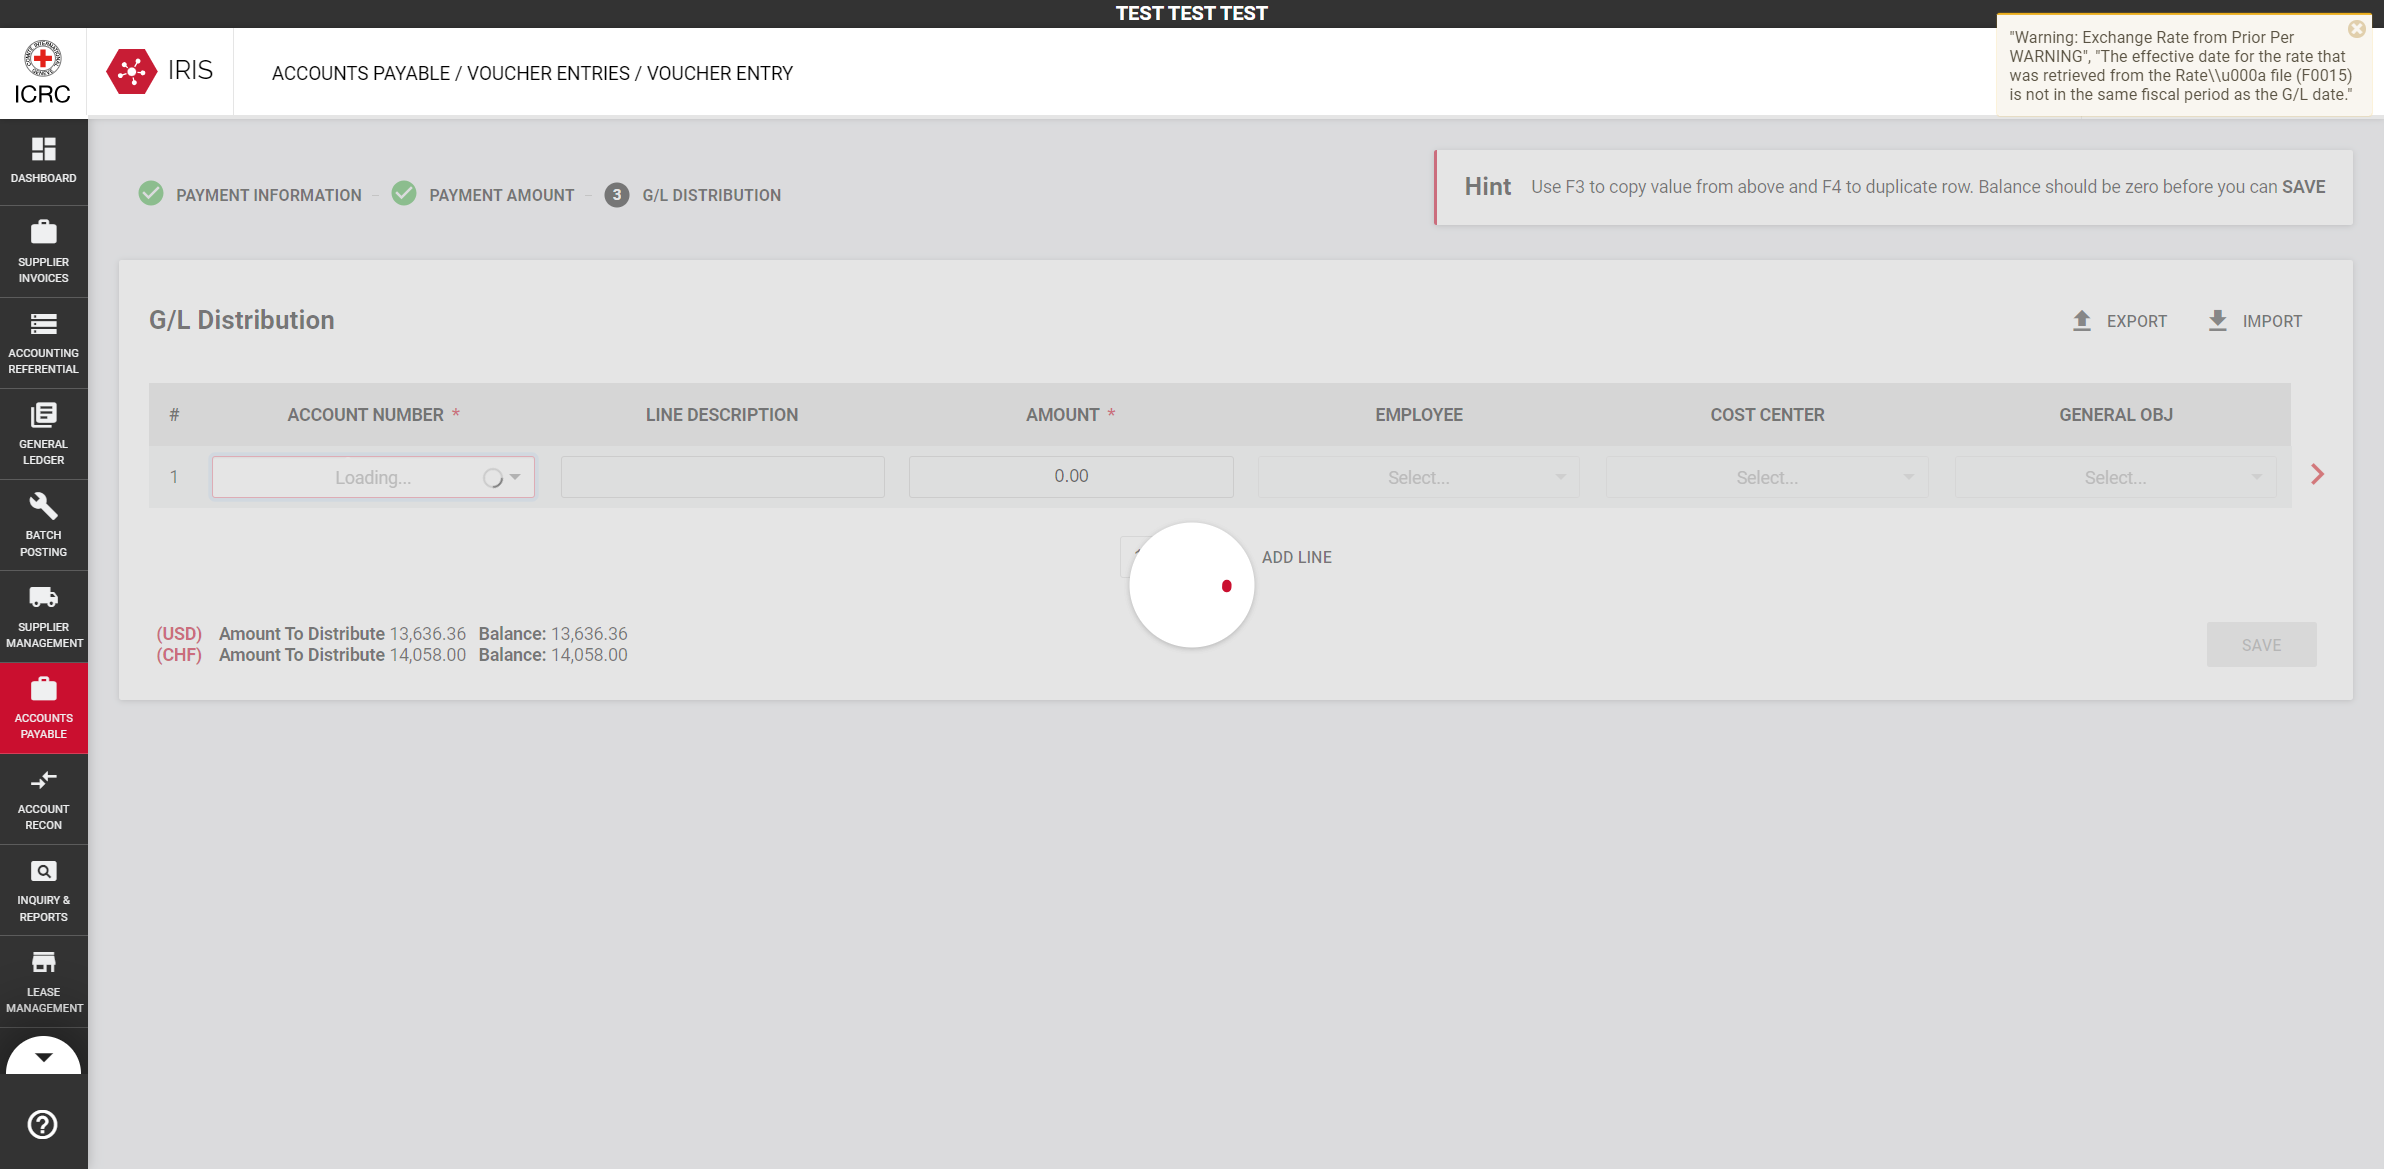 TEST TEST TEST
"Warning: Exchange Rate from Prior Per
WARNING", "The effective date for the rate that
was retrieved from the Rate\\u000a file (F0015)
is not in the same fiscal period as the G/L date."
ICRC
IRIS
ACCOUNTS PAYABLE / VOUCHER ENTRIES / VOUCHER ENTRY
DASHBOARD
SUPPLIER
INVOICES
ACCOUNTING
REFERENTIAL
GENERAL
LEDGER
BATCH
POSTING
SUPPLIER
MANAGEMENT
ACCOUNTS
PAYABLE
ACCOUNT
RECON
INQUIRY &
REPORTS
LEASE
MANAGEMENT
PAYMENT INFORMATION - PAYMENT AMOUNT - 3 G/L DISTRIBUTION
Hint Use F3 to copy value from above and F4 to duplicate row. Balance should be zero before you can SAVE
G/L Distribution
EXPORT IMPORT
# ACCOUNT NUMBER * LINE DESCRIPTION AMOUNT * EMPLOYEE COST CENTER GENERAL OBJ
1 Loading... 0.00 Select... Select... Select...
ADD LINE
(USD) Amount To Distribute 13,636.36 Balance: 13,636.36
(CHF) Amount To Distribute 14,058.00 Balance: 14,058.00
SAVE